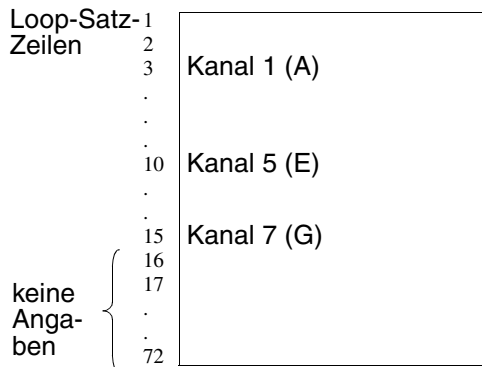 Loop-Satz-
Zeilen
1
2
3 Kanal 1 (A)
.
.
.
10 Kanal 5 (E)
.
.
15 Kanal 7 (G)
16
17
.
.
72
keine
Anga-
ben